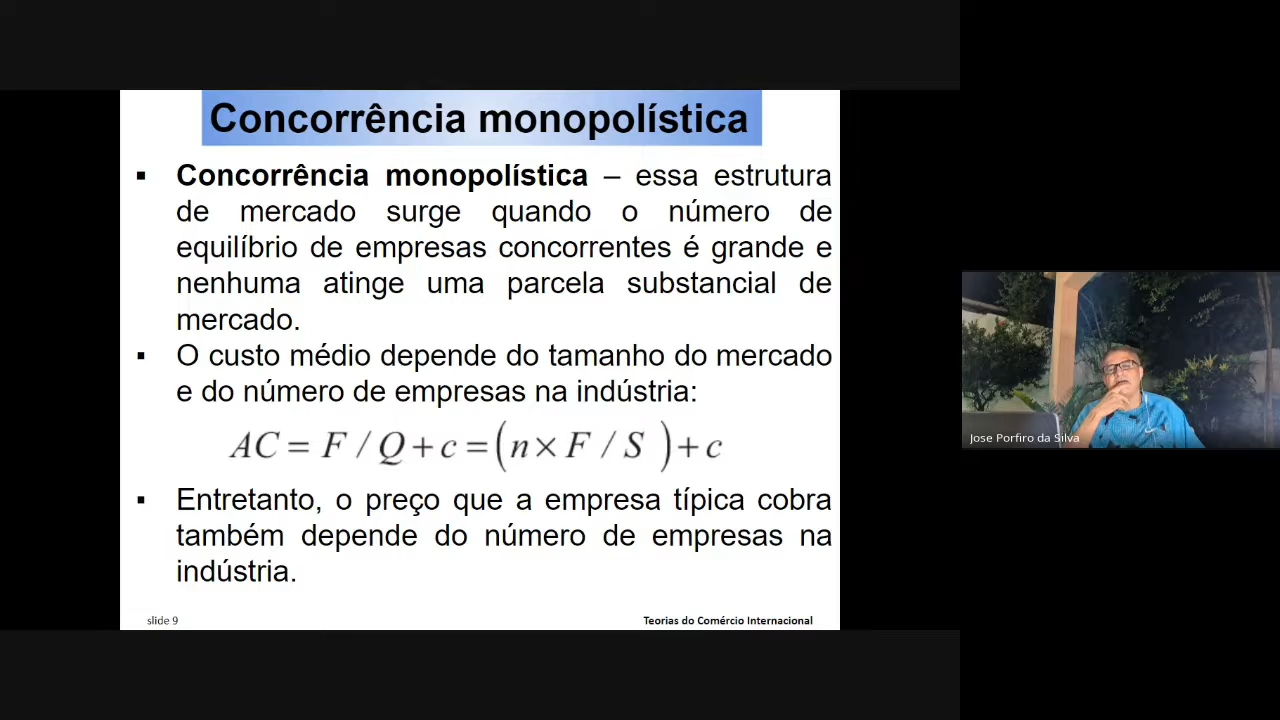 Concorrência monopolística
▪ Concorrência monopolística – essa estrutura
de mercado surge quando o número de
equilíbrio de empresas concorrentes é grande e
nenhuma atinge uma parcela substancial de
mercado.
▪ O custo médio depende do tamanho do mercado
e do número de empresas na indústria:
AC = F / Q + c = (n × F / S ) + c
▪ Entretanto, o preço que a empresa típica cobra
também depende do número de empresas na
indústria.
slide 9
Teorias do Comércio Internacional
Jose Porfiro da Silva